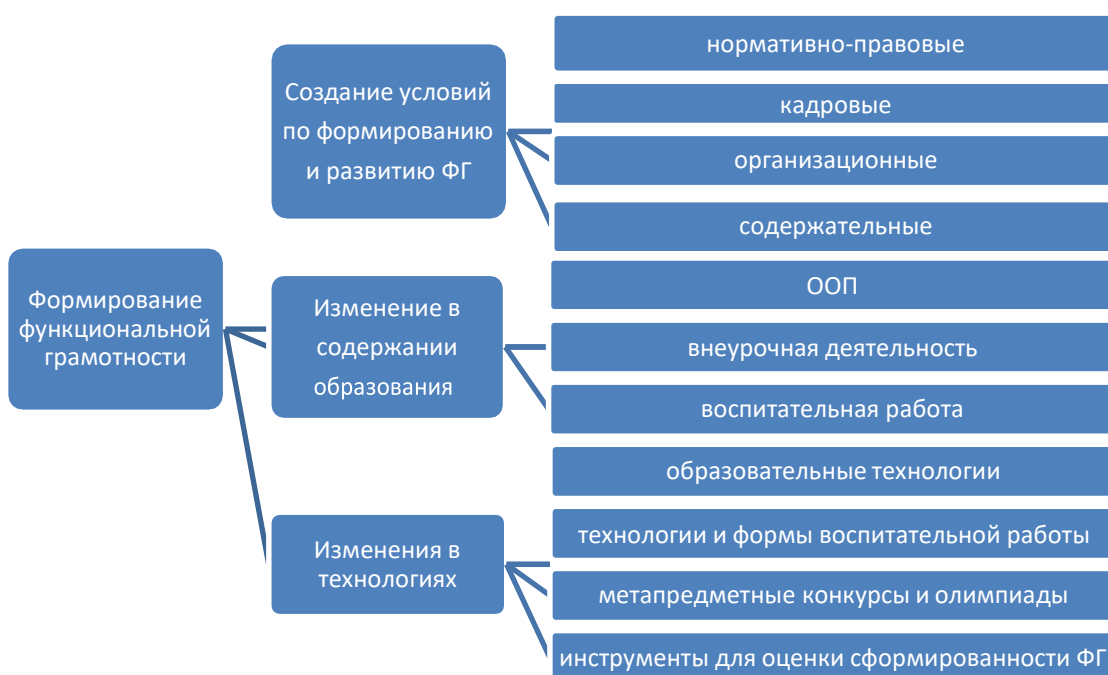 Формирование
функциональной
грамотности
Создание условий
по формированию
и развитию ФГ
нормативно-правовые
кадровые
организационные
содержательные
Изменение в
содержании
образования
ООП
внеурочная деятельность
воспитательная работа
Изменения в
технологиях
образовательные технологии
технологии и формы воспитательной работы
метапредметные конкурсы и олимпиады
инструменты для оценки сформированности ФГ